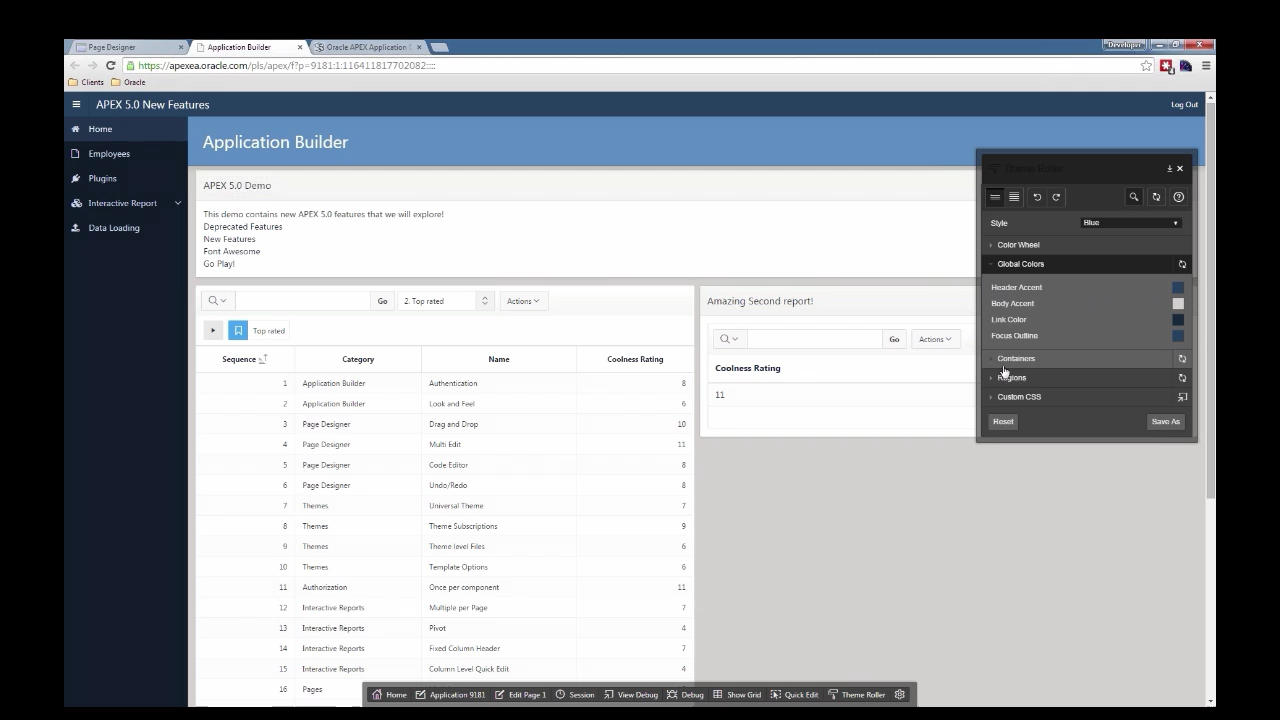 Page Designer
Application Builder
Oracle APEX Application
Developer
https://apexea.oracle.com/pls/apex/f?p=9181:1:116411817702082:::::
Clients
Oracle
APEX 5.0 New Features
Log Out
Home
Employees
Plugins
Interactive Report
Data Loading
Application Builder
APEX 5.0 Demo
This demo contains new APEX 5.0 features that we will explore!
Deprecated Features
New Features
Font Awesome
Go Play!
Go
2. Top rated
Actions
Top rated
Sequence Category Name Coolness Rating
1 Application Builder Authentication 8
2 Application Builder Look and Feel 6
3 Page Designer Drag and Drop 10
4 Page Designer Multi Edit 11
5 Page Designer Code Editor 8
6 Page Designer Undo/Redo 8
7 Themes Universal Theme 8
8 Themes Theme Subscriptions 9
9 Themes Theme level Files 6
10 Themes Template Options 6
11 Authorization Once per component 11
12 Interactive Reports Multiple per Page 7
13 Interactive Reports Pivot 4
14 Interactive Reports Fixed Column Header 7
15 Interactive Reports Column Level Quick Edit 4
16 Pages
Amazing Second report!
Go
Actions
Coolness Rating
11
Theme Roller
Style Blue
Color Wheel
Global Colors
Header Accent
Body Accent
Link Color
Focus Outline
Containers
Regions
Custom CSS
Reset
Save As
Home
Application 9181
Edit Page 1
Session
View Debug
Debug
Show Grid
Quick Edit
Theme Roller